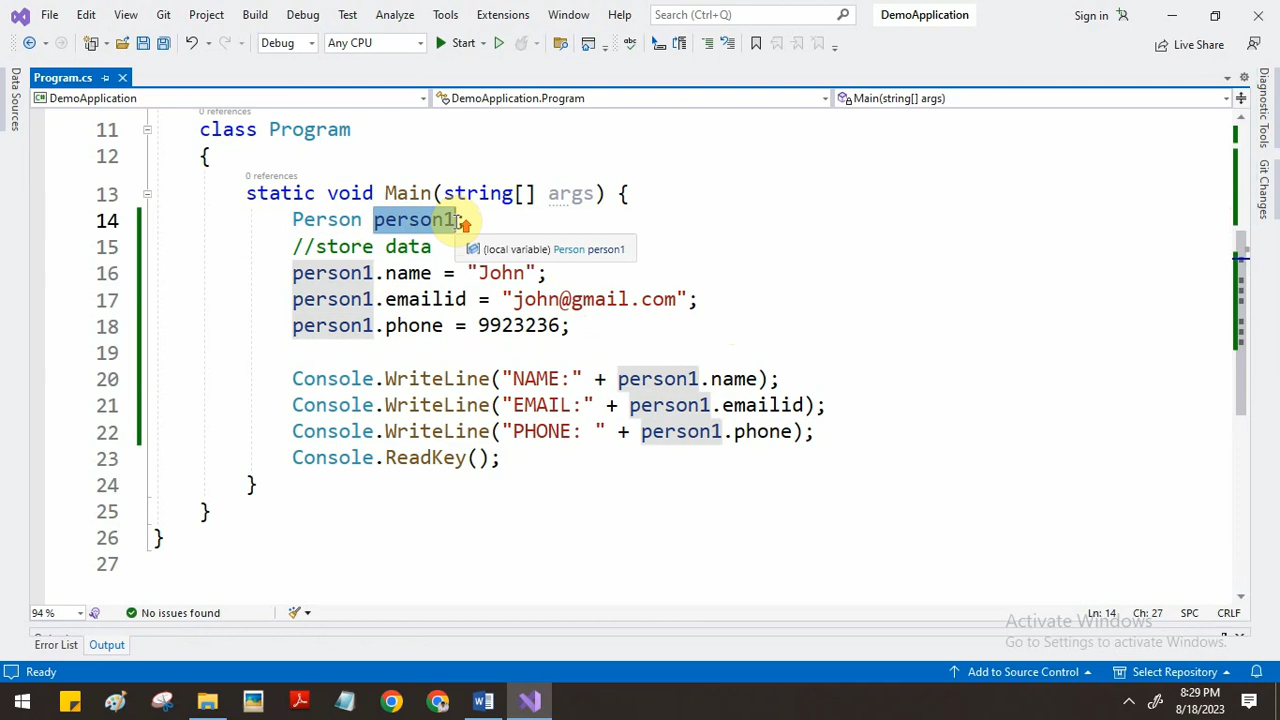 File Edit View Git Project Build Debug Test Analyze Tools Extensions Window Help Search (Ctrl+Q) DemoApplication Sign in
Debug Any CPU Start Live Share
Data Sources
Program.cs
DemoApplication DemoApplication.Program Main(string[] args)
0 references
11 class Program
12 {
0 references
13 static void Main(string[] args) {
14 Person person1;
15 //store data
(local variable) Person person1
16 person1.name = "John";
17 person1.emailid = "john@gmail.com";
18 person1.phone = 9923236;
19
20 Console.WriteLine("NAME:" + person1.name);
21 Console.WriteLine("EMAIL:" + person1.emailid);
22 Console.WriteLine("PHONE: " + person1.phone);
23 Console.ReadKey();
24 }
25 }
26 }
27
Diagnostic Tools
Git Changes
94 % No issues found Ln: 14 Ch: 27 SPC CRLF
Activate Windows
Go to Settings to activate Windows.
Error List Output
Ready Add to Source Control Select Repository
8:29 PM
8/18/2023